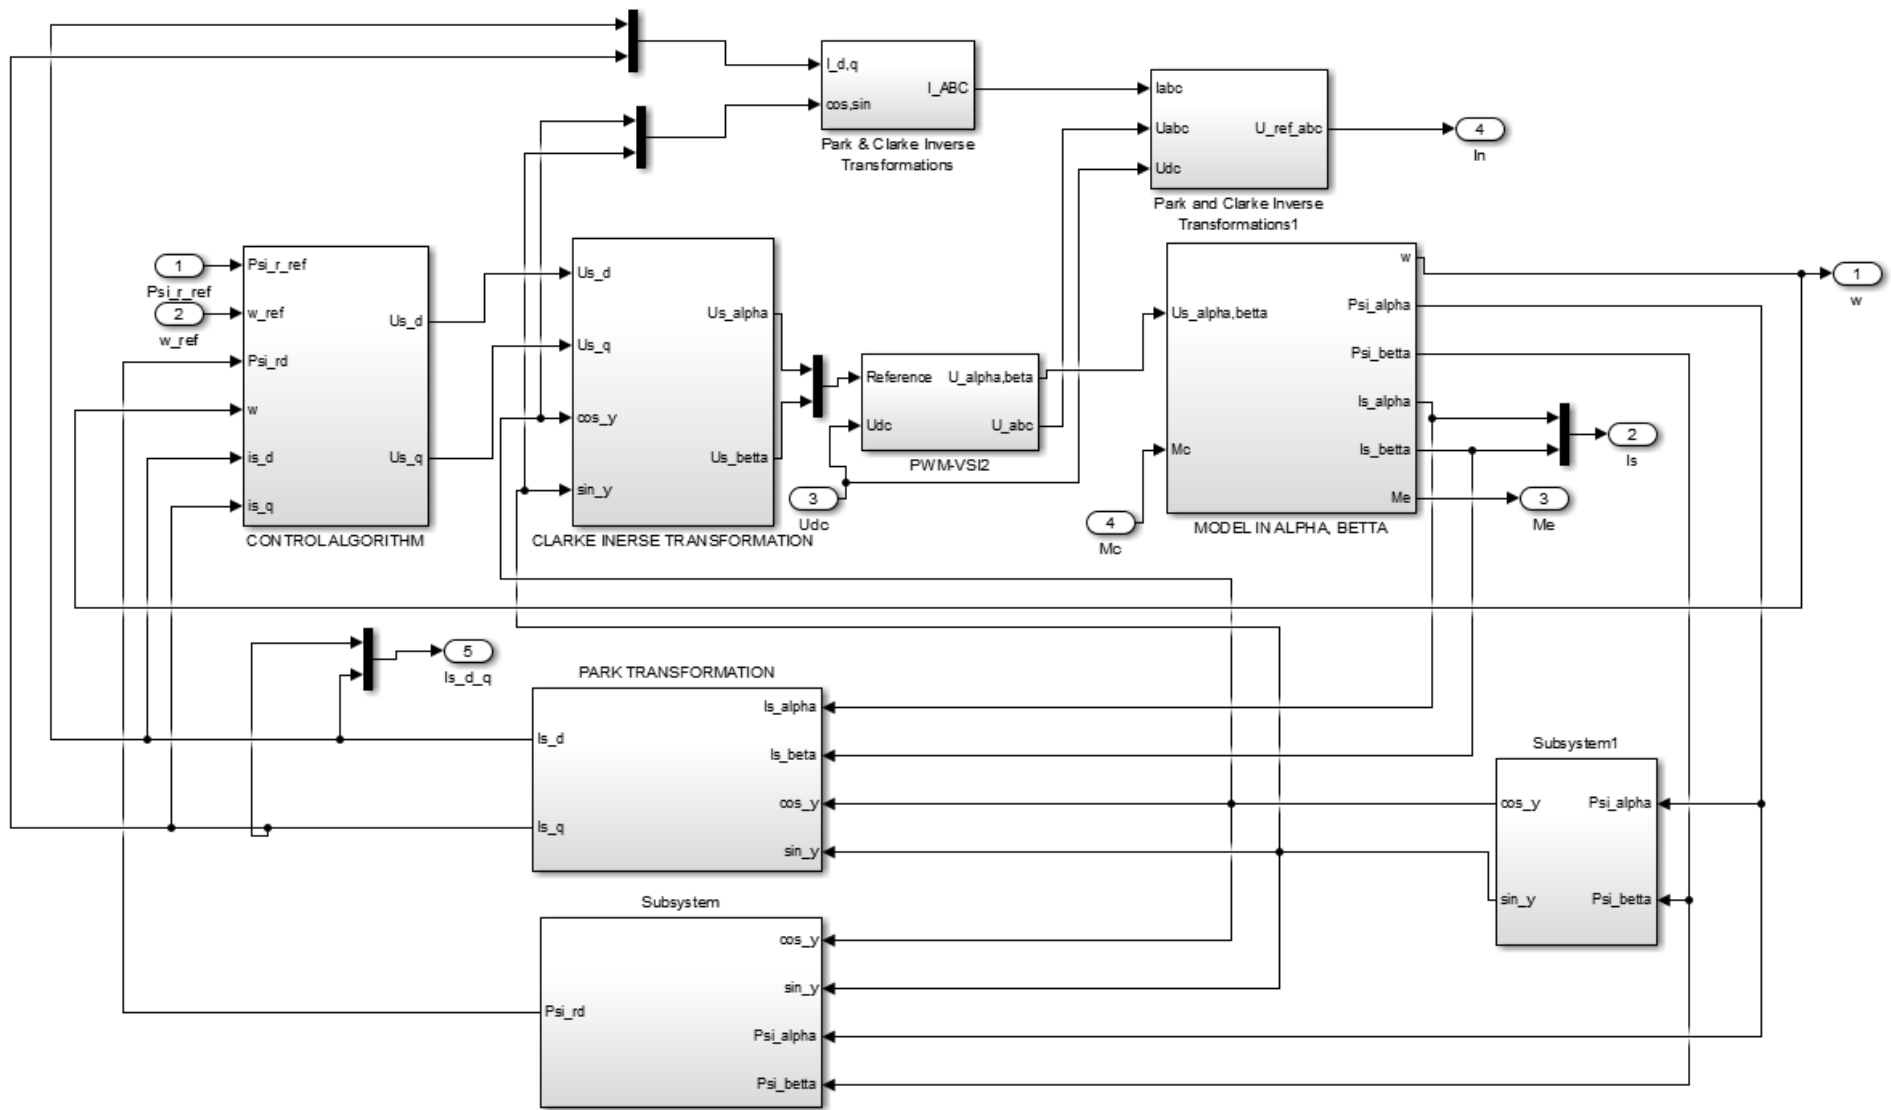 I_d,q
cos,sin
I_ABC
Park & Clarke Inverse
Transformations
Iabc
Uabc
Udc
U_ref_abc
Park and Clarke Inverse
Transformations1
4
In
1
Psi_r_ref
2
w_ref
Psi_r_ref
w_ref
Psi_rd
w
is_d
is_q
Us_d
Us_q
CONTROL ALGORITHM
Us_d
Us_q
cos_y
sin_y
Us_alpha
Us_betta
CLARKE INERSE TRANSFORMATION
Reference
Udc
U_alpha,beta
U_abc
PWM-VSI2
3
Udc
4
Mc
Us_alpha,betta
Mc
w
Psi_alpha
Psi_betta
Is_alpha
Is_betta
Me
MODEL IN ALPHA, BETTA
1
w
2
Is
3
Me
5
Is_d_q
PARK TRANSFORMATION
Is_d
Is_q
Is_alpha
Is_beta
cos_y
sin_y
Subsystem1
cos_y
sin_y
Psi_alpha
Psi_betta
Subsystem
Psi_rd
cos_y
sin_y
Psi_alpha
Psi_betta